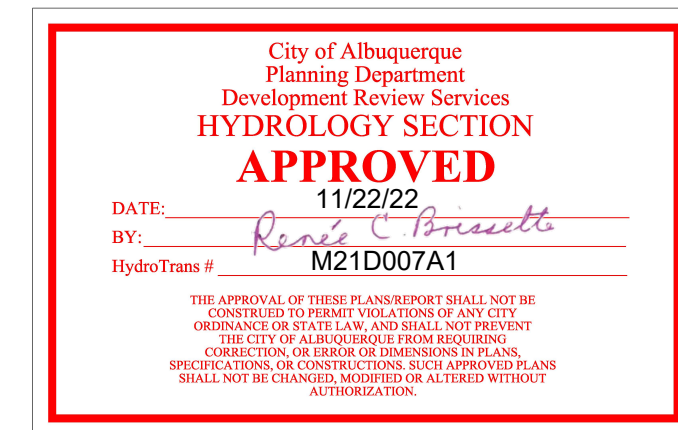 City of Albuquerque
Planning Department
Development Review Services
HYDROLOGY SECTION
APPROVED
DATE: 11/22/22
BY: Renée C. Brissette
HydroTrans # M21D007A1
THE APPROVAL OF THESE PLANS/REPORT SHALL NOT BE
CONSTRUED TO PERMIT VIOLATIONS OF ANY CITY
ORDINANCE OR STATE LAW, AND SHALL NOT PREVENT
THE CITY OF ALBUQUERQUE FROM REQUIRING
CORRECTION, OR ERROR OR DIMENSIONS IN PLANS,
SPECIFICATIONS, OR CONSTRUCTIONS. SUCH APPROVED PLANS
SHALL NOT BE CHANGED, MODIFIED OR ALTERED WITHOUT
AUTHORIZATION.